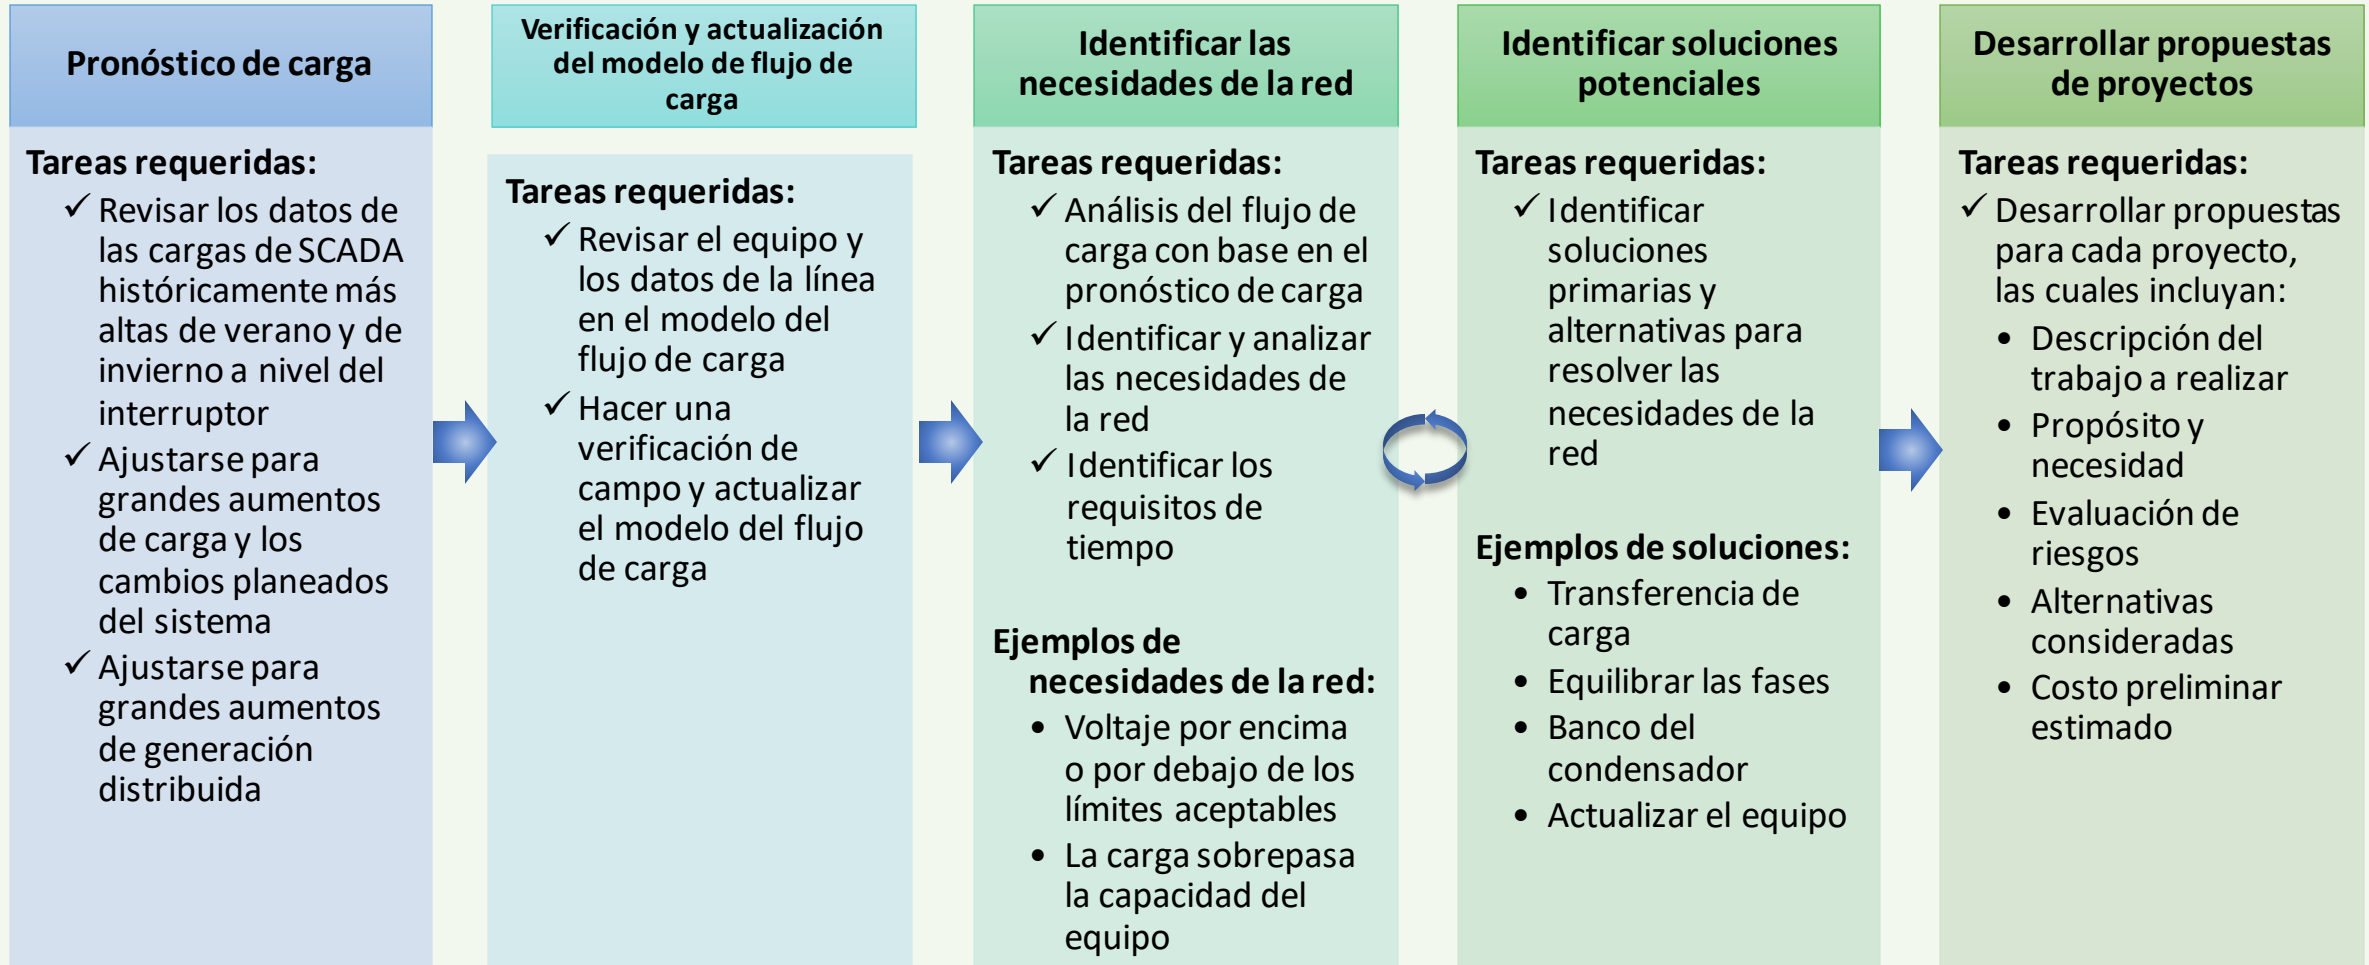 Pronóstico de carga
Tareas requeridas:
✓ Revisar los datos de
las cargas de SCADA
históricamente más
altas de verano y de
invierno a nivel del
interruptor
✓ Ajustarse para
grandes aumentos
de carga y los
cambios planeados
del sistema
✓ Ajustarse para
grandes aumentos
de generación
distribuida
Verificación y actualización
del modelo de flujo de
carga
Tareas requeridas:
✓ Revisar el equipo y
los datos de la línea
en el modelo del
flujo de carga
✓ Hacer una
verificación de
campo y actualizar
el modelo del flujo
de carga
Identificar las
necesidades de la red
Tareas requeridas:
✓ Análisis del flujo de
carga con base en el
pronóstico de carga
✓ Identificar y analizar
las necesidades de
la red
✓ Identificar los
requisitos de
tiempo
Ejemplos de
necesidades de la red:
• Voltaje por encima
o por debajo de los
límites aceptables
• La carga sobrepasa
la capacidad del
equipo
Identificar soluciones
potenciales
Tareas requeridas:
✓ Identificar
soluciones
primarias y
alternativas para
resolver las
necesidades de la
red
Ejemplos de soluciones:
• Transferencia de
carga
• Equilibrar las fases
• Banco del
condensador
• Actualizar el equipo
Desarrollar propuestas
de proyectos
Tareas requeridas:
✓ Desarrollar propuestas
para cada proyecto,
las cuales incluyan:
• Descripción del
trabajo a realizar
• Propósito y
necesidad
• Evaluación de
riesgos
• Alternativas
consideradas
• Costo preliminar
estimado